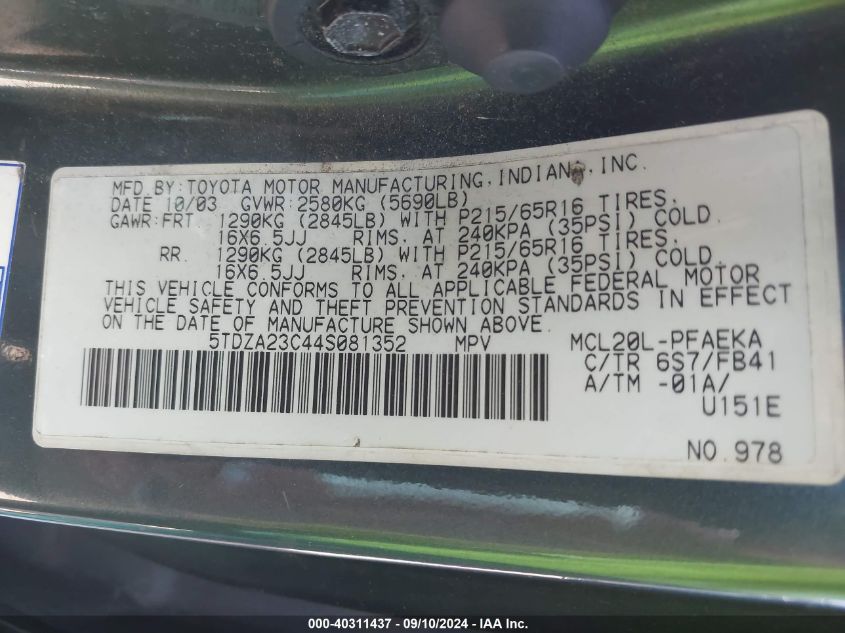 MFD.BY:TOYOTA MOTOR MANUFACTURING, INDIANA, INC.
DATE 10/03 GVWR:2580KG (5690LB)
GAWR:FRT 1290KG (2845LB) WITH P215/65R16 TIRES,
16X6.5JJ RIMS, AT 240KPA (35PSI) COLD.
RR. 1290KG (2845LB) WITH P215/65R16 TIRES,
16X6.5JJ RIMS, AT 240KPA (35PSI) COLD.
THIS VEHICLE CONFORMS TO ALL APPLICABLE FEDERAL MOTOR
VEHICLE SAFETY AND THEFT PREVENTION STANDARDS IN EFFECT
ON THE DATE OF MANUFACTURE SHOWN ABOVE.
5TDZA23C44S081352 MPV MCL20L-PFAEKA
C/TR 6S7/FB41
A/TM -01A/
U151E
NO.978
000-40311437 - 09/10/2024 - © IAA Inc.